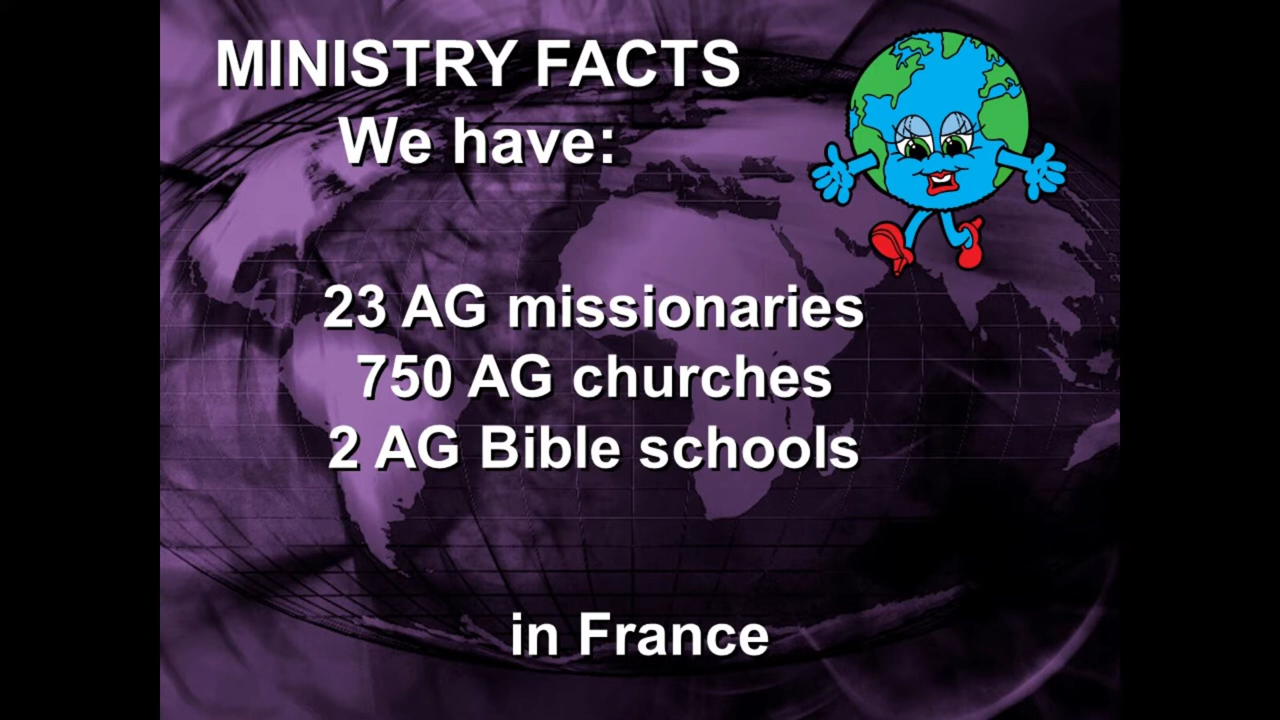 MINISTRY FACTS
We have:
23 AG missionaries
750 AG churches
2 AG Bible schools
in France